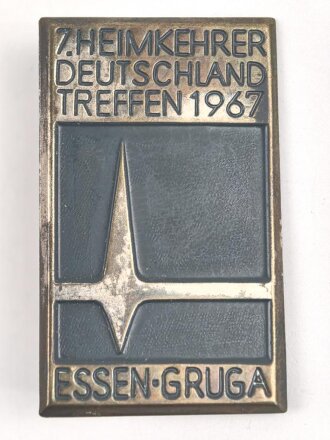 7. HEIMKEHRER
DEUTSCHLAND
TREFFEN 1967
ESSEN·GRUGA